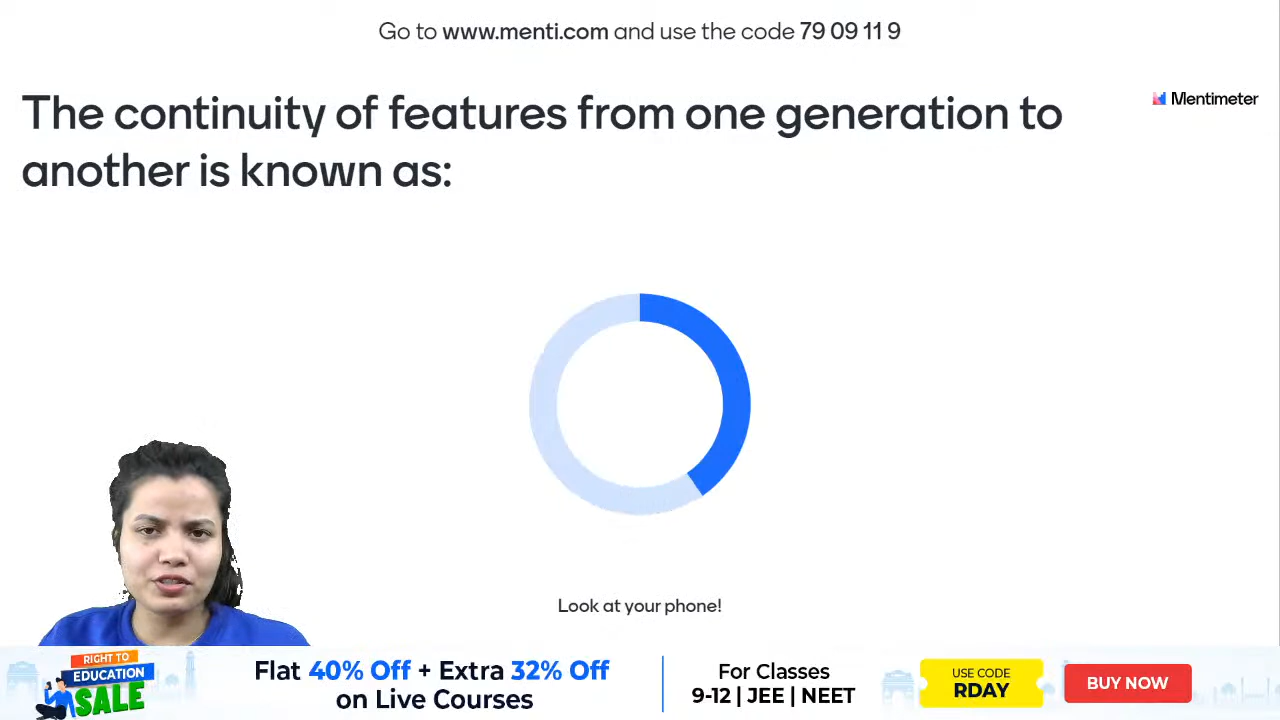 Go to www.menti.com and use the code 79 09 11 9
Mentimeter
The continuity of features from one generation to
another is known as:
Look at your phone!
RIGHT TO
EDUCATION
SALE
Flat 40% Off + Extra 32% Off
on Live Courses
For Classes
9-12 | JEE | NEET
USE CODE
RDAY
BUY NOW